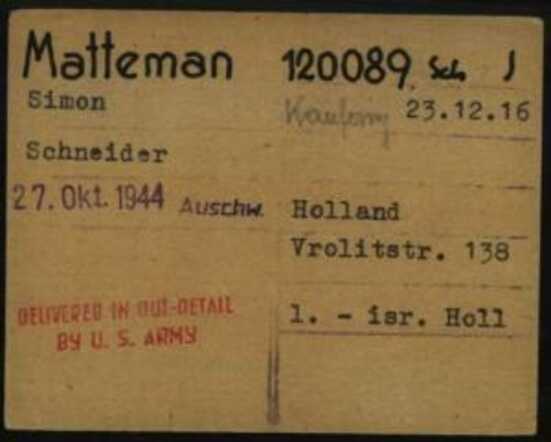 Matteman 120089 Sch J
Simon
Kaufering 23.12.16
Schneider
27. Okt. 1944 Auschw. Holland
Vrolitstr. 138
DELIVERED IN OUT-DETAIL
BY U. S. ARMY
l. - isr. Holl